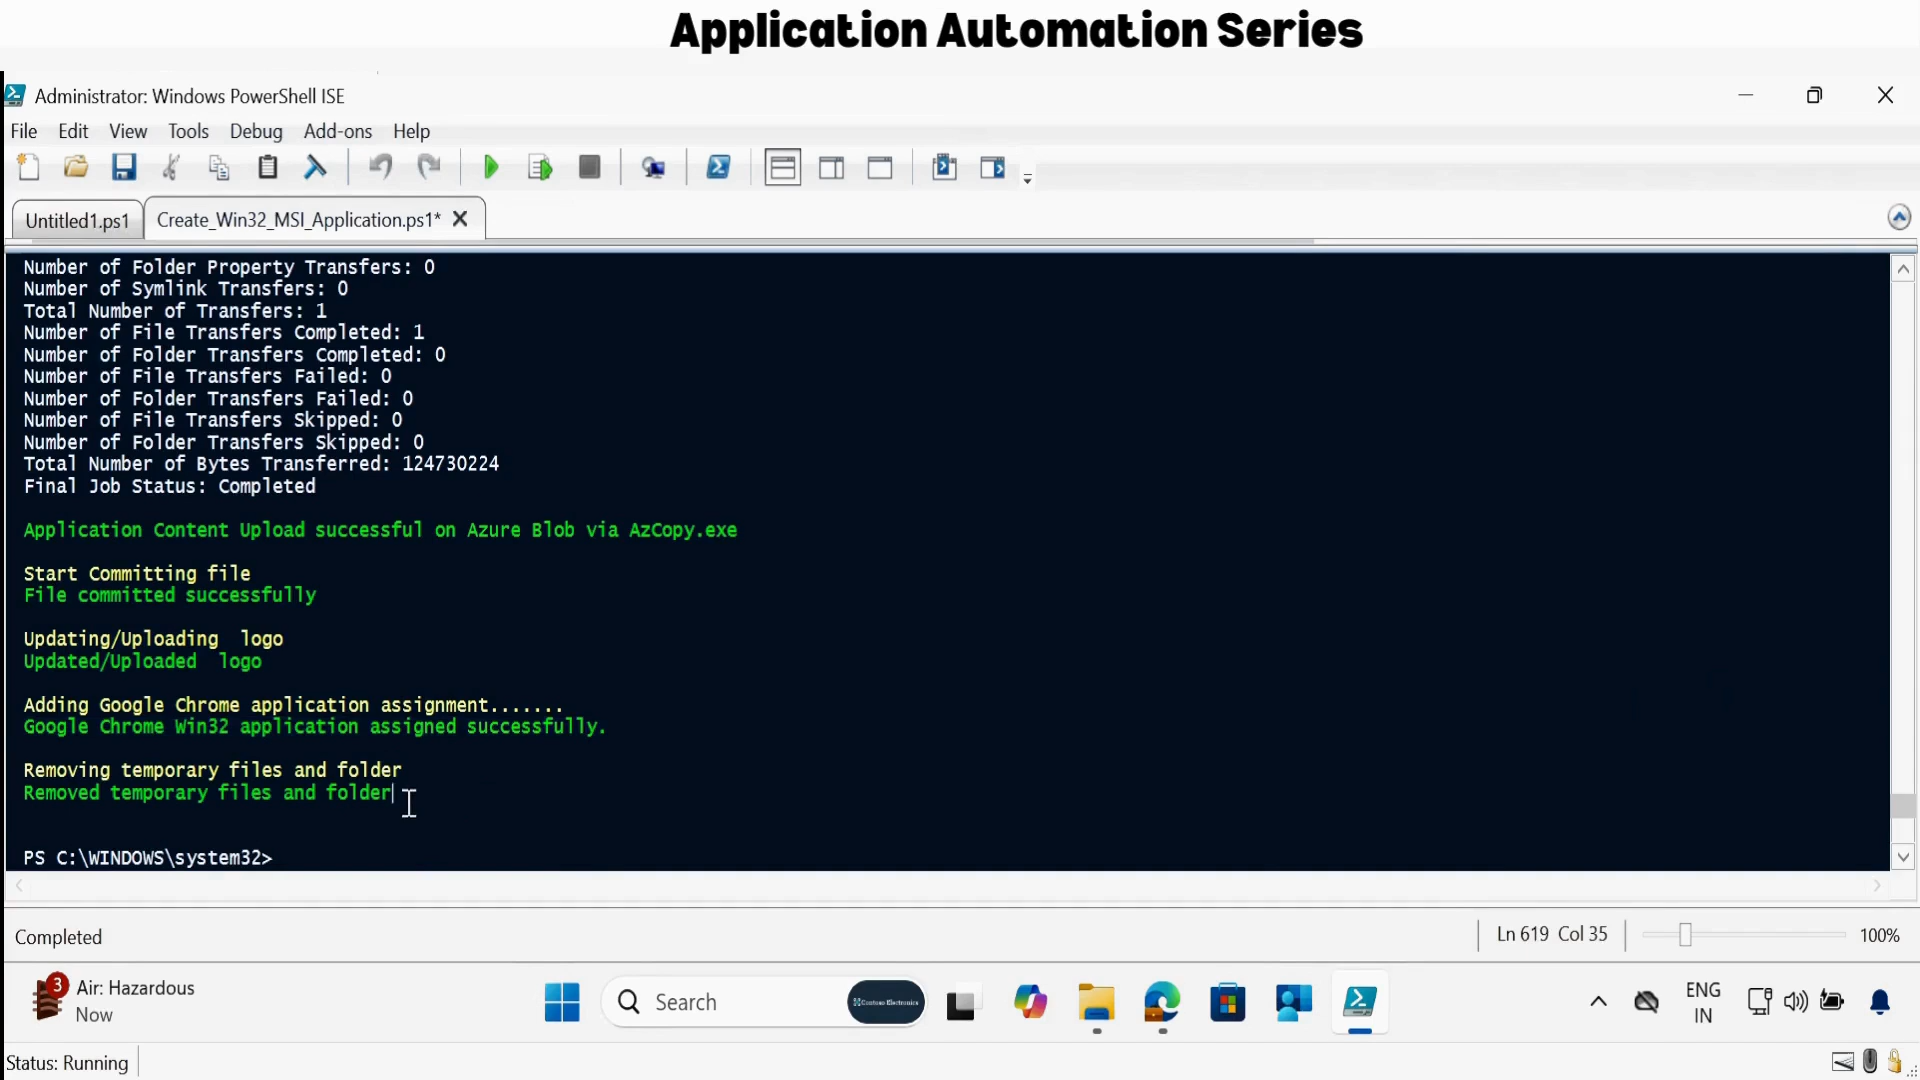 Application Automation Series
Administrator: Windows PowerShell ISE
File Edit View Tools Debug Add-ons Help
Untitled1.ps1 Create_Win32_MSI_Application.ps1*
Number of Folder Property Transfers: 0
Number of Symlink Transfers: 0
Total Number of Transfers: 1
Number of File Transfers Completed: 1
Number of Folder Transfers Completed: 0
Number of File Transfers Failed: 0
Number of Folder Transfers Failed: 0
Number of File Transfers Skipped: 0
Number of Folder Transfers Skipped: 0
Total Number of Bytes Transferred: 124730224
Final Job Status: Completed
Application Content Upload successful on Azure Blob via AzCopy.exe
Start Committing file
File committed successfully
Updating/Uploading  logo
Updated/Uploaded  logo
Adding Google Chrome application assignment.......
Google Chrome Win32 application assigned successfully.
Removing temporary files and folder
Removed temporary files and folder
PS C:\WINDOWS\system32>
Completed
Ln 619 Col 35
100%
3
Air: Hazardous
Now
Search
Contoso Electronics
ENG
IN
Status: Running